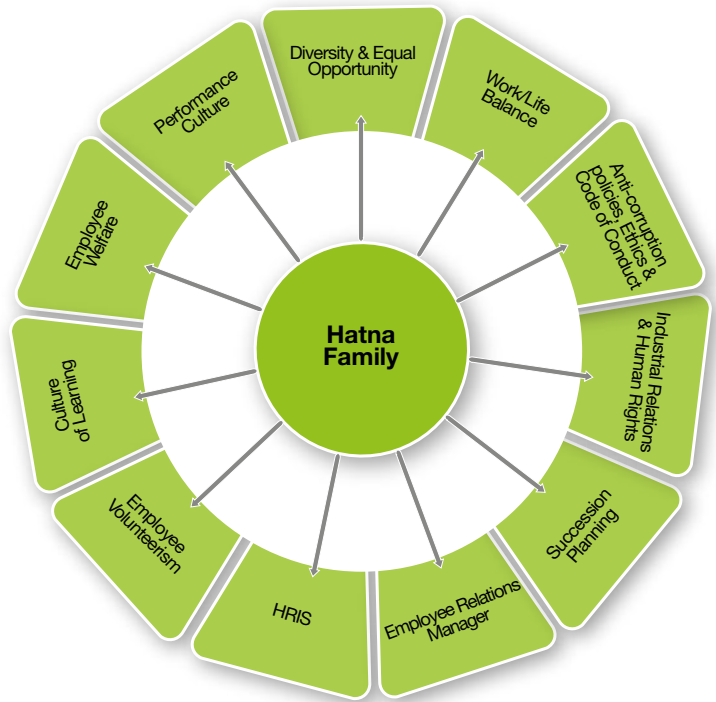 Diversity & Equal
Opportunity
Work/Life
Balance
Anti-corruption
policies, Ethics &
Code of Conduct
Industrial Relations
& Human Rights
Succession
Planning
Employee Relations
Manager
HRIS
Employee
Volunteerism
Culture
of Learning
Employee
Welfare
Performance
Culture
Hatna
Family